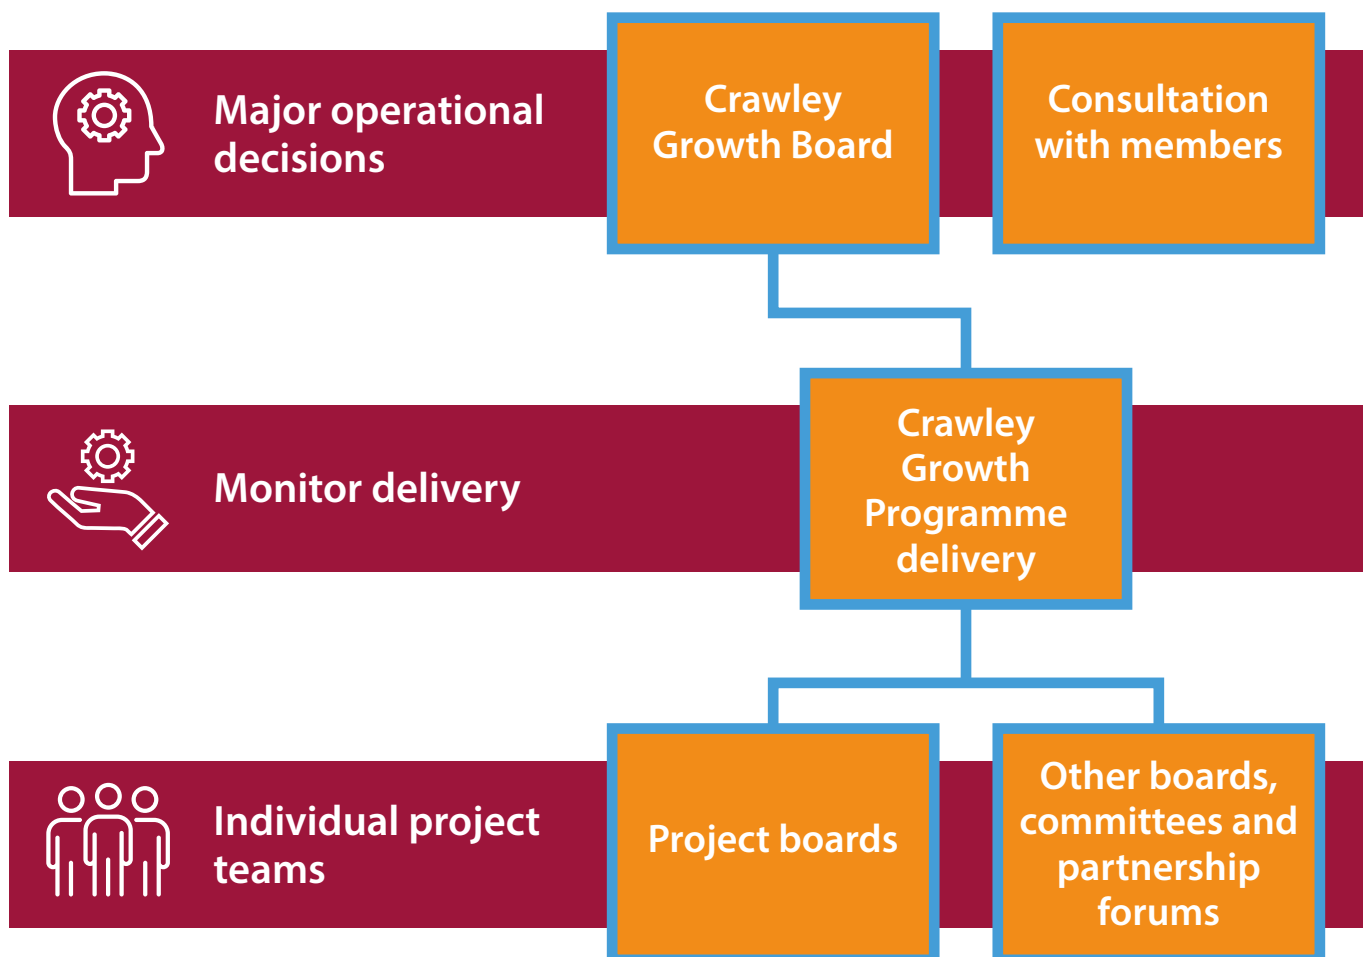 Major operational
decisions
Crawley
Growth Board
Consultation
with members
Monitor delivery
Crawley
Growth
Programme
delivery
Individual project
teams
Project boards
Other boards,
committees and
partnership
forums